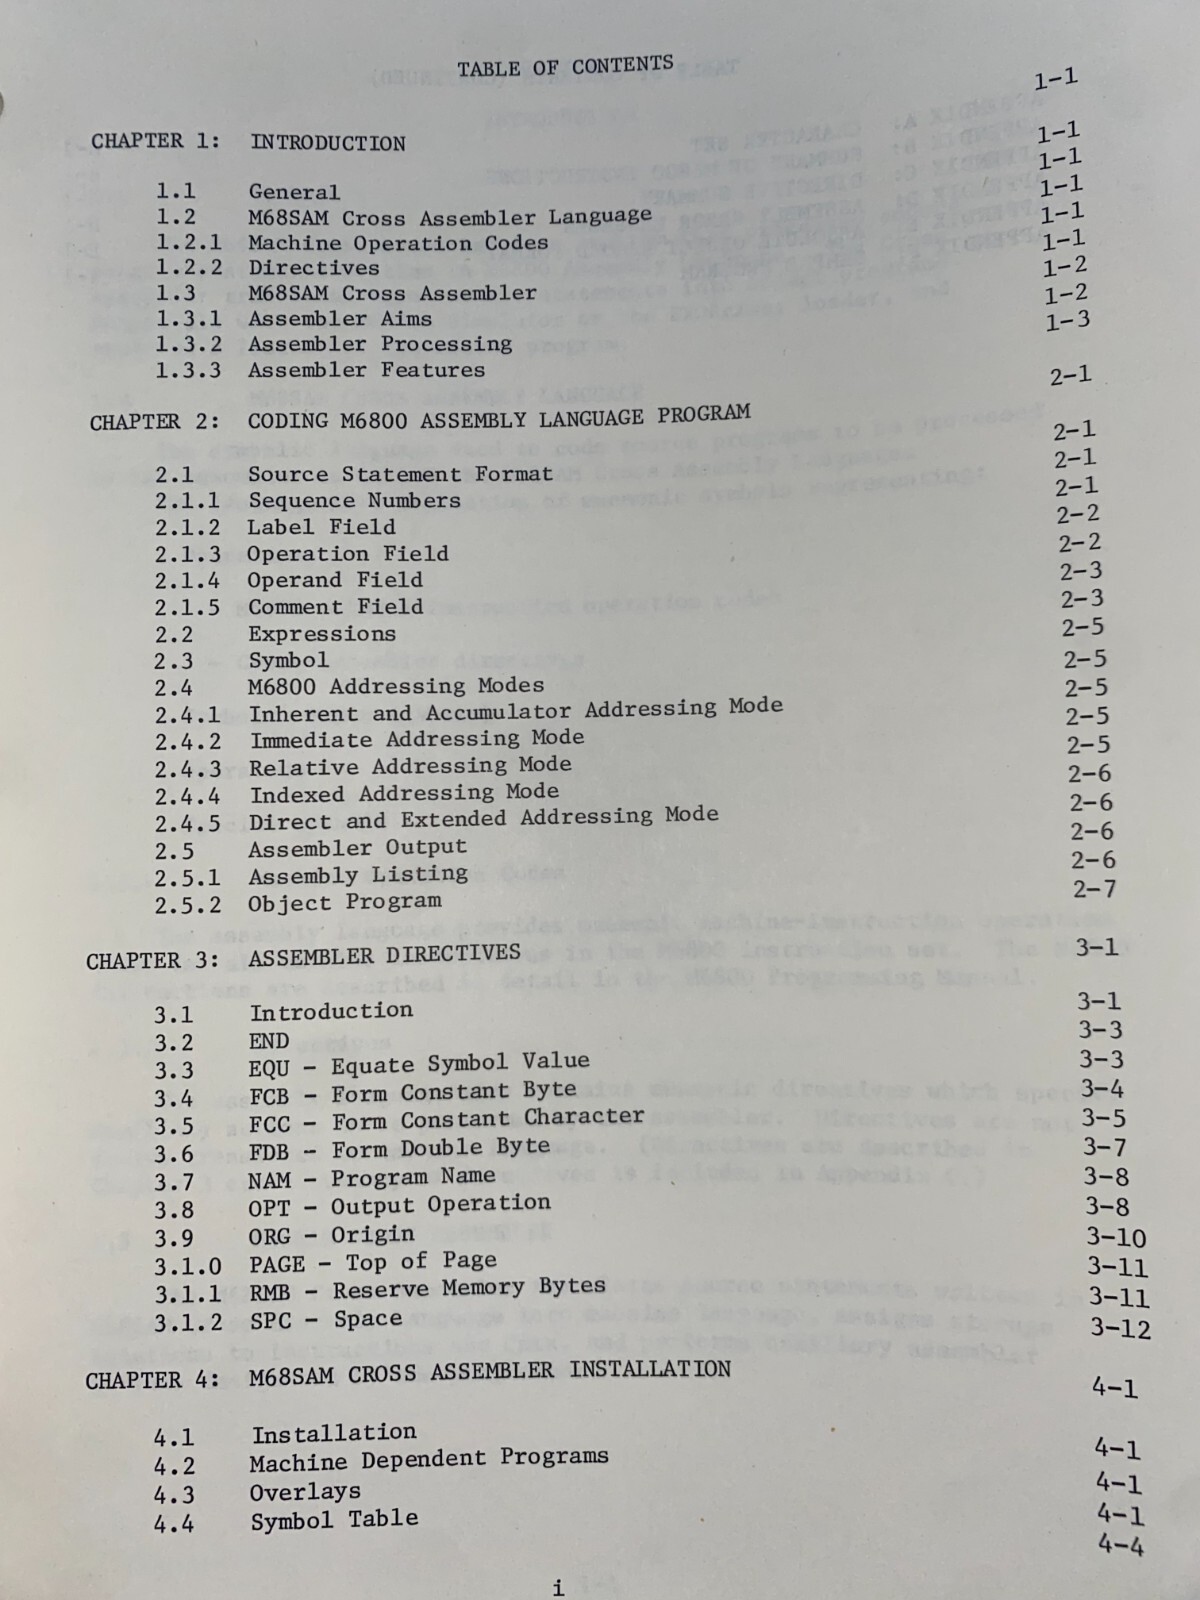 TABLE OF CONTENTS
CHAPTER 1: INTRODUCTION 1-1
1.1 General 1-1
1.2 M68SAM Cross Assembler Language 1-1
1.2.1 Machine Operation Codes 1-1
1.2.2 Directives 1-1
1.3 M68SAM Cross Assembler 1-1
1.3.1 Assembler Aims 1-2
1.3.2 Assembler Processing 1-2
1.3.3 Assembler Features 1-3
CHAPTER 2: CODING M6800 ASSEMBLY LANGUAGE PROGRAM 2-1
2.1 Source Statement Format 2-1
2.1.1 Sequence Numbers 2-1
2.1.2 Label Field 2-1
2.1.3 Operation Field 2-2
2.1.4 Operand Field 2-2
2.1.5 Comment Field 2-3
2.2 Expressions 2-3
2.3 Symbol 2-5
2.4 M6800 Addressing Modes 2-5
2.4.1 Inherent and Accumulator Addressing Mode 2-5
2.4.2 Immediate Addressing Mode 2-5
2.4.3 Relative Addressing Mode 2-5
2.4.4 Indexed Addressing Mode 2-6
2.4.5 Direct and Extended Addressing Mode 2-6
2.5 Assembler Output 2-6
2.5.1 Assembly Listing 2-6
2.5.2 Object Program 2-7
CHAPTER 3: ASSEMBLER DIRECTIVES 3-1
3.1 Introduction 3-1
3.2 END 3-3
3.3 EQU - Equate Symbol Value 3-3
3.4 FCB - Form Constant Byte 3-4
3.5 FCC - Form Constant Character 3-5
3.6 FDB - Form Double Byte 3-7
3.7 NAM - Program Name 3-8
3.8 OPT - Output Operation 3-8
3.9 ORG - Origin 3-10
3.1.0 PAGE - Top of Page 3-11
3.1.1 RMB - Reserve Memory Bytes 3-11
3.1.2 SPC - Space 3-12
CHAPTER 4: M68SAM CROSS ASSEMBLER INSTALLATION 4-1
4.1 Installation 4-1
4.2 Machine Dependent Programs 4-1
4.3 Overlays 4-1
4.4 Symbol Table 4-4
i